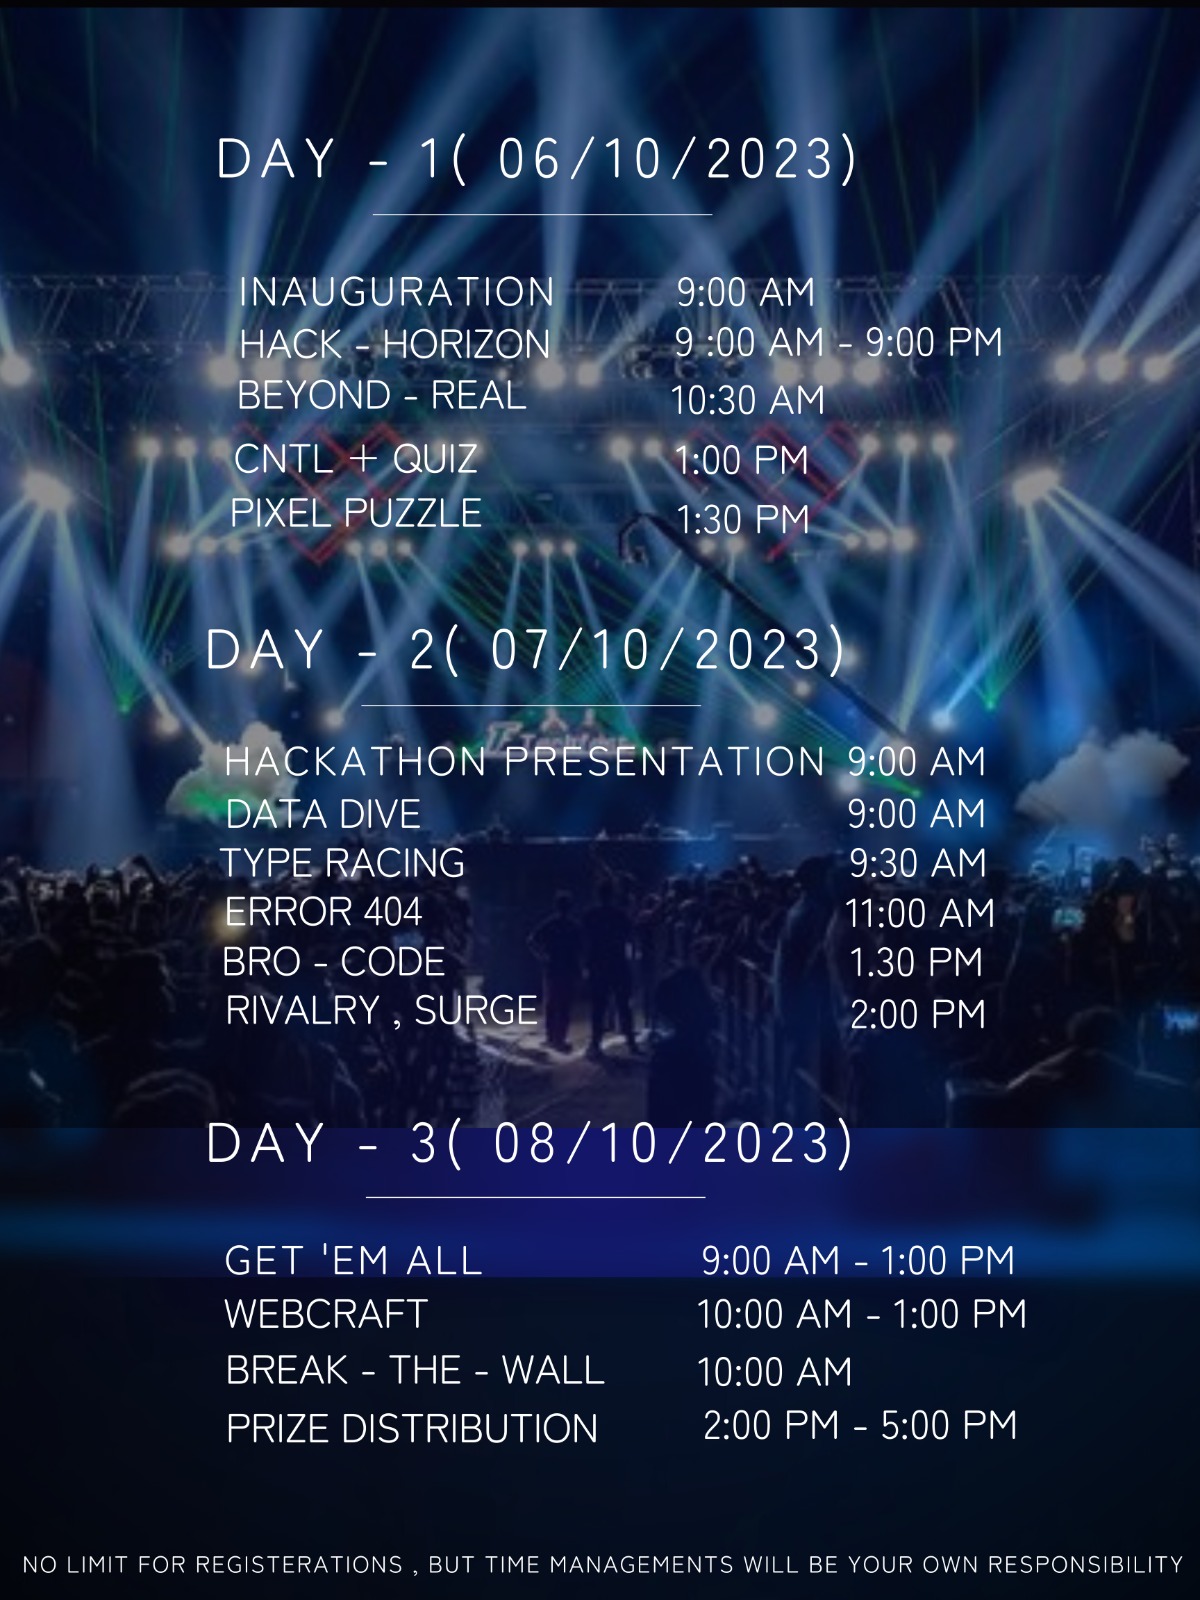 DAY - 1( 06/10/2023)
INAUGURATION 9:00 AM
HACK - HORIZON 9 :00 AM - 9:00 PM
BEYOND - REAL 10:30 AM
CNTL + QUIZ 1:00 PM
PIXEL PUZZLE 1:30 PM
DAY - 2( 07/10/2023)
HACKATHON PRESENTATION 9:00 AM
DATA DIVE 9:00 AM
TYPE RACING 9:30 AM
ERROR 404 11:00 AM
BRO - CODE 1.30 PM
RIVALRY , SURGE 2:00 PM
DAY - 3( 08/10/2023)
GET 'EM ALL 9:00 AM - 1:00 PM
WEBCRAFT 10:00 AM - 1:00 PM
BREAK - THE - WALL 10:00 AM
PRIZE DISTRIBUTION 2:00 PM - 5:00 PM
NO LIMIT FOR REGISTERATIONS , BUT TIME MANAGEMENTS WILL BE YOUR OWN RESPONSIBILITY